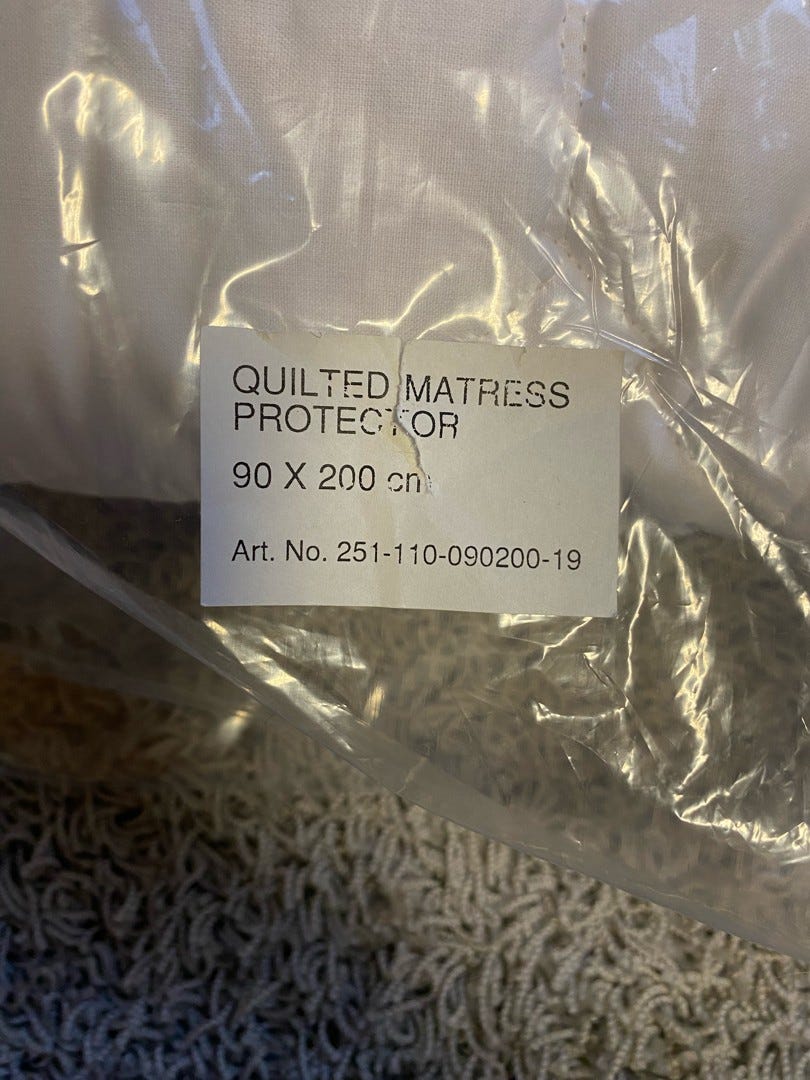 QUILTED MATRESS
PROTECTOR
90 X 200 cm
Art. No. 251-110-090200-19